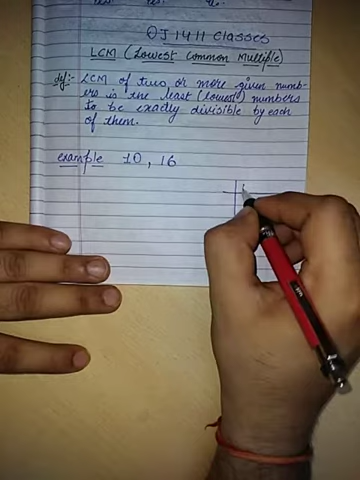 OJ 1411 Classes
LCM (Lowest Common Multiple)
def:- LCM of two or more given numb-
ers is the least (lowest) numbers
to be exactly divisible by each
of them.
example 10, 16